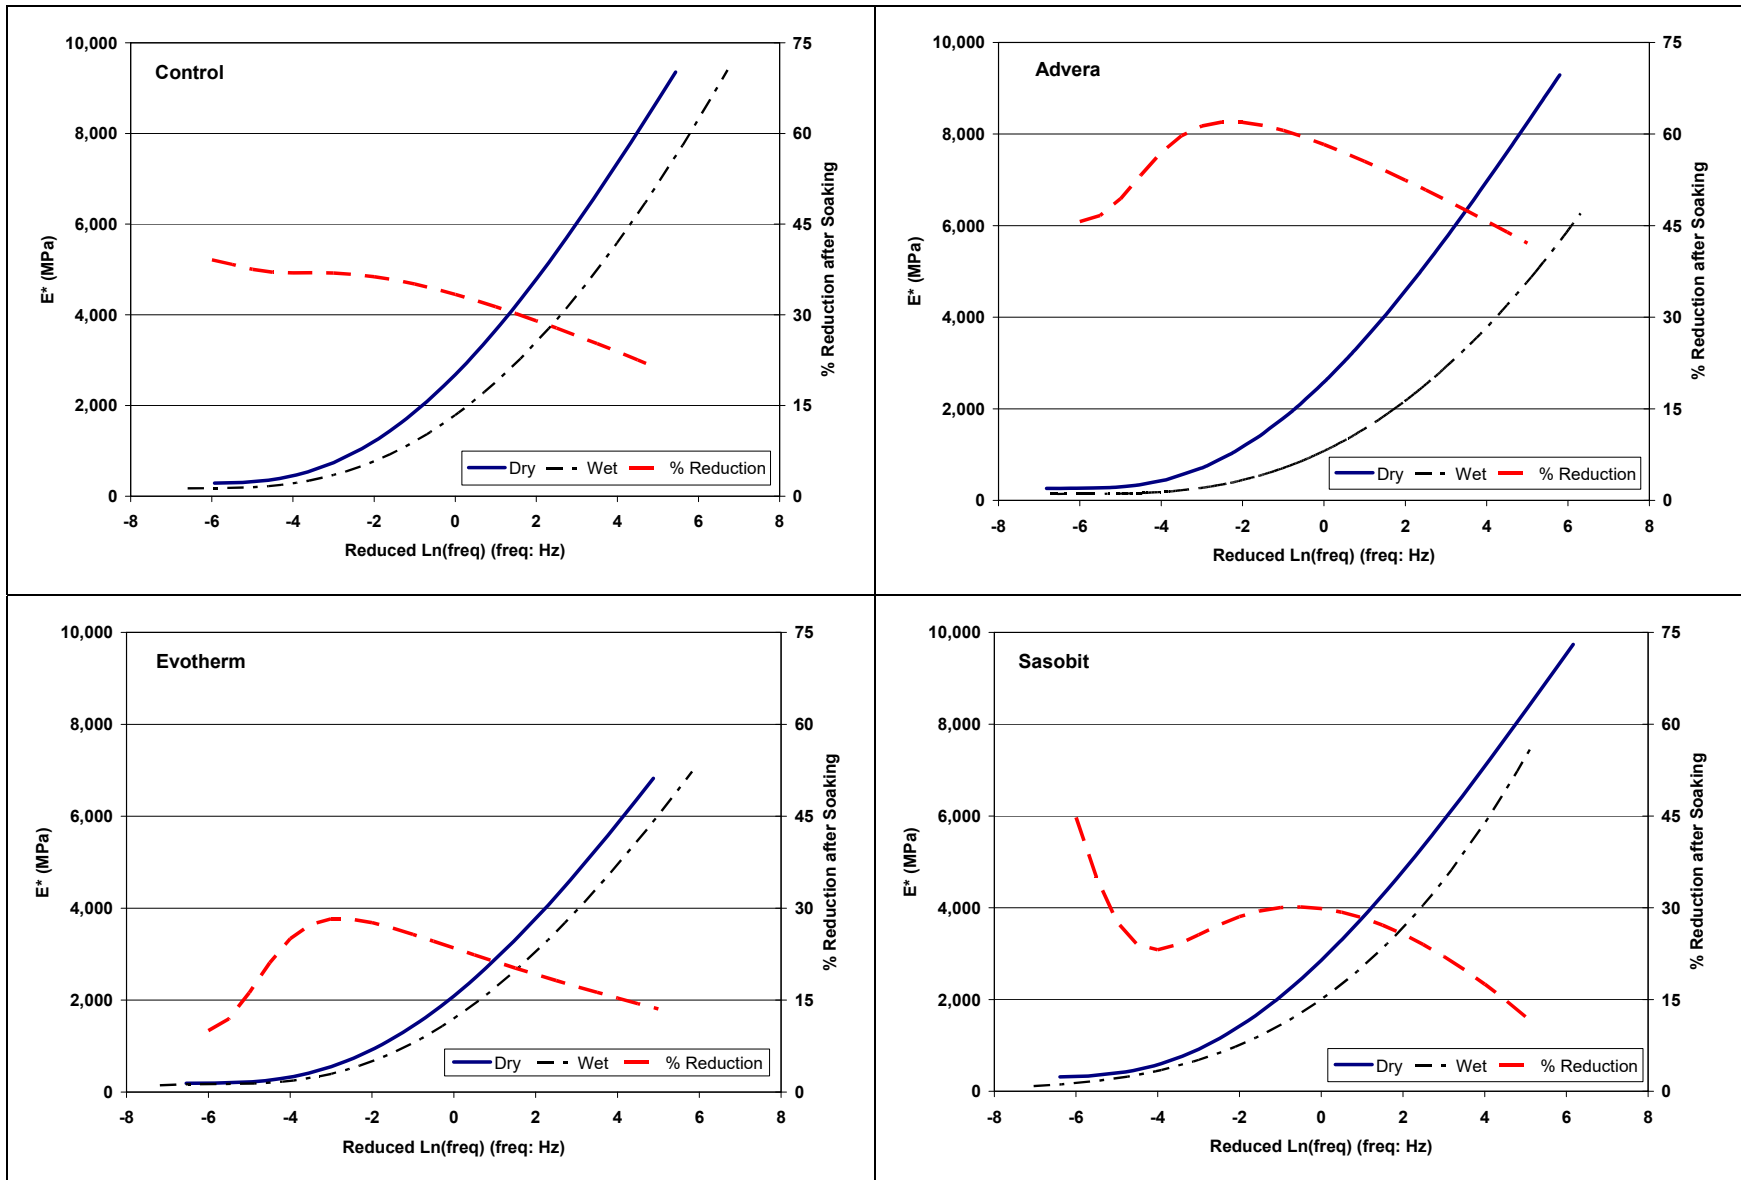 Control
10,000
8,000
6,000
4,000
2,000
0
75
60
45
30
15
0
E* (MPa)
% Reduction after Soaking
Dry Wet % Reduction
-8 -6 -4 -2 0 2 4 6 8
Reduced Ln(freq) (freq: Hz)
Advera
10,000
8,000
6,000
4,000
2,000
0
75
60
45
30
15
0
E* (MPa)
% Reduction after Soaking
Dry Wet % Reduction
-8 -6 -4 -2 0 2 4 6 8
Reduced Ln(freq) (freq: Hz)
Evotherm
10,000
8,000
6,000
4,000
2,000
0
75
60
45
30
15
0
E* (MPa)
% Reduction after Soaking
Dry Wet % Reduction
-8 -6 -4 -2 0 2 4 6 8
Reduced Ln(freq) (freq: Hz)
Sasobit
10,000
8,000
6,000
4,000
2,000
0
75
60
45
30
15
0
E* (MPa)
% Reduction after Soaking
Dry Wet % Reduction
-8 -6 -4 -2 0 2 4 6 8
Reduced Ln(freq) (freq: Hz)